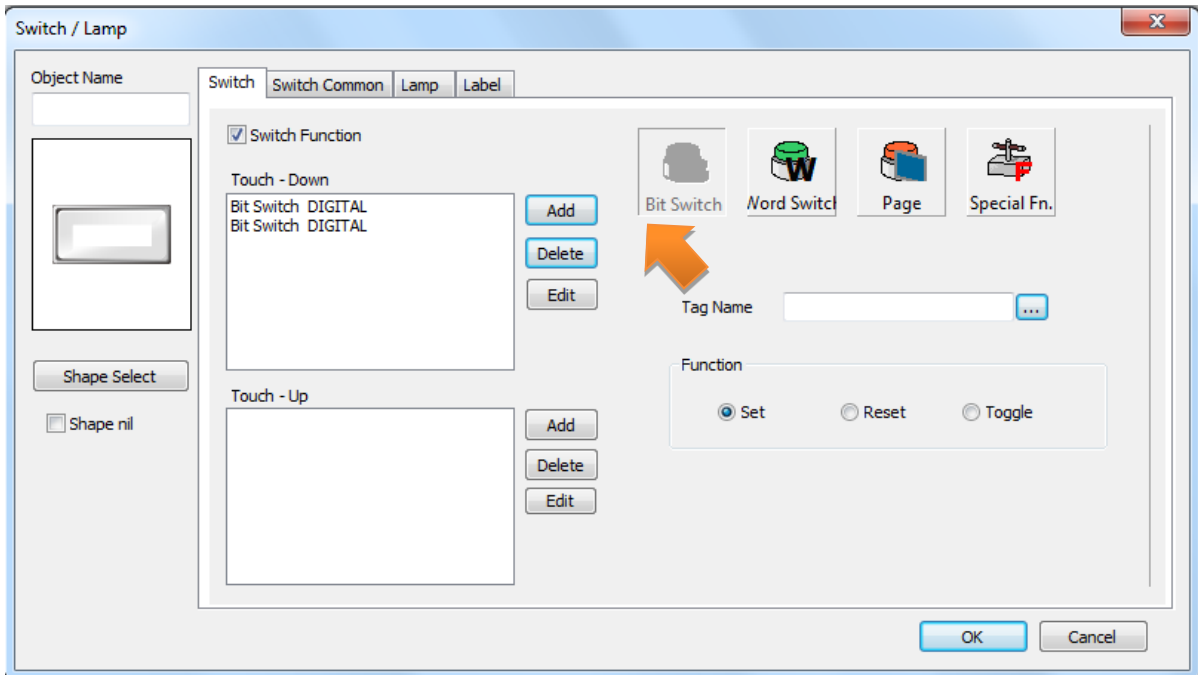 Switch / Lamp
Object Name
Switch
Switch Common
Lamp
Label
Switch Function
Touch - Down
Bit Switch DIGITAL
Bit Switch DIGITAL
Add
Delete
Edit
Shape Select
Shape nil
Touch - Up
Add
Delete
Edit
W
F
Bit Switch
Word Switch
Page
Special Fn.
Tag Name
...
Function
Set
Reset
Toggle
OK
Cancel